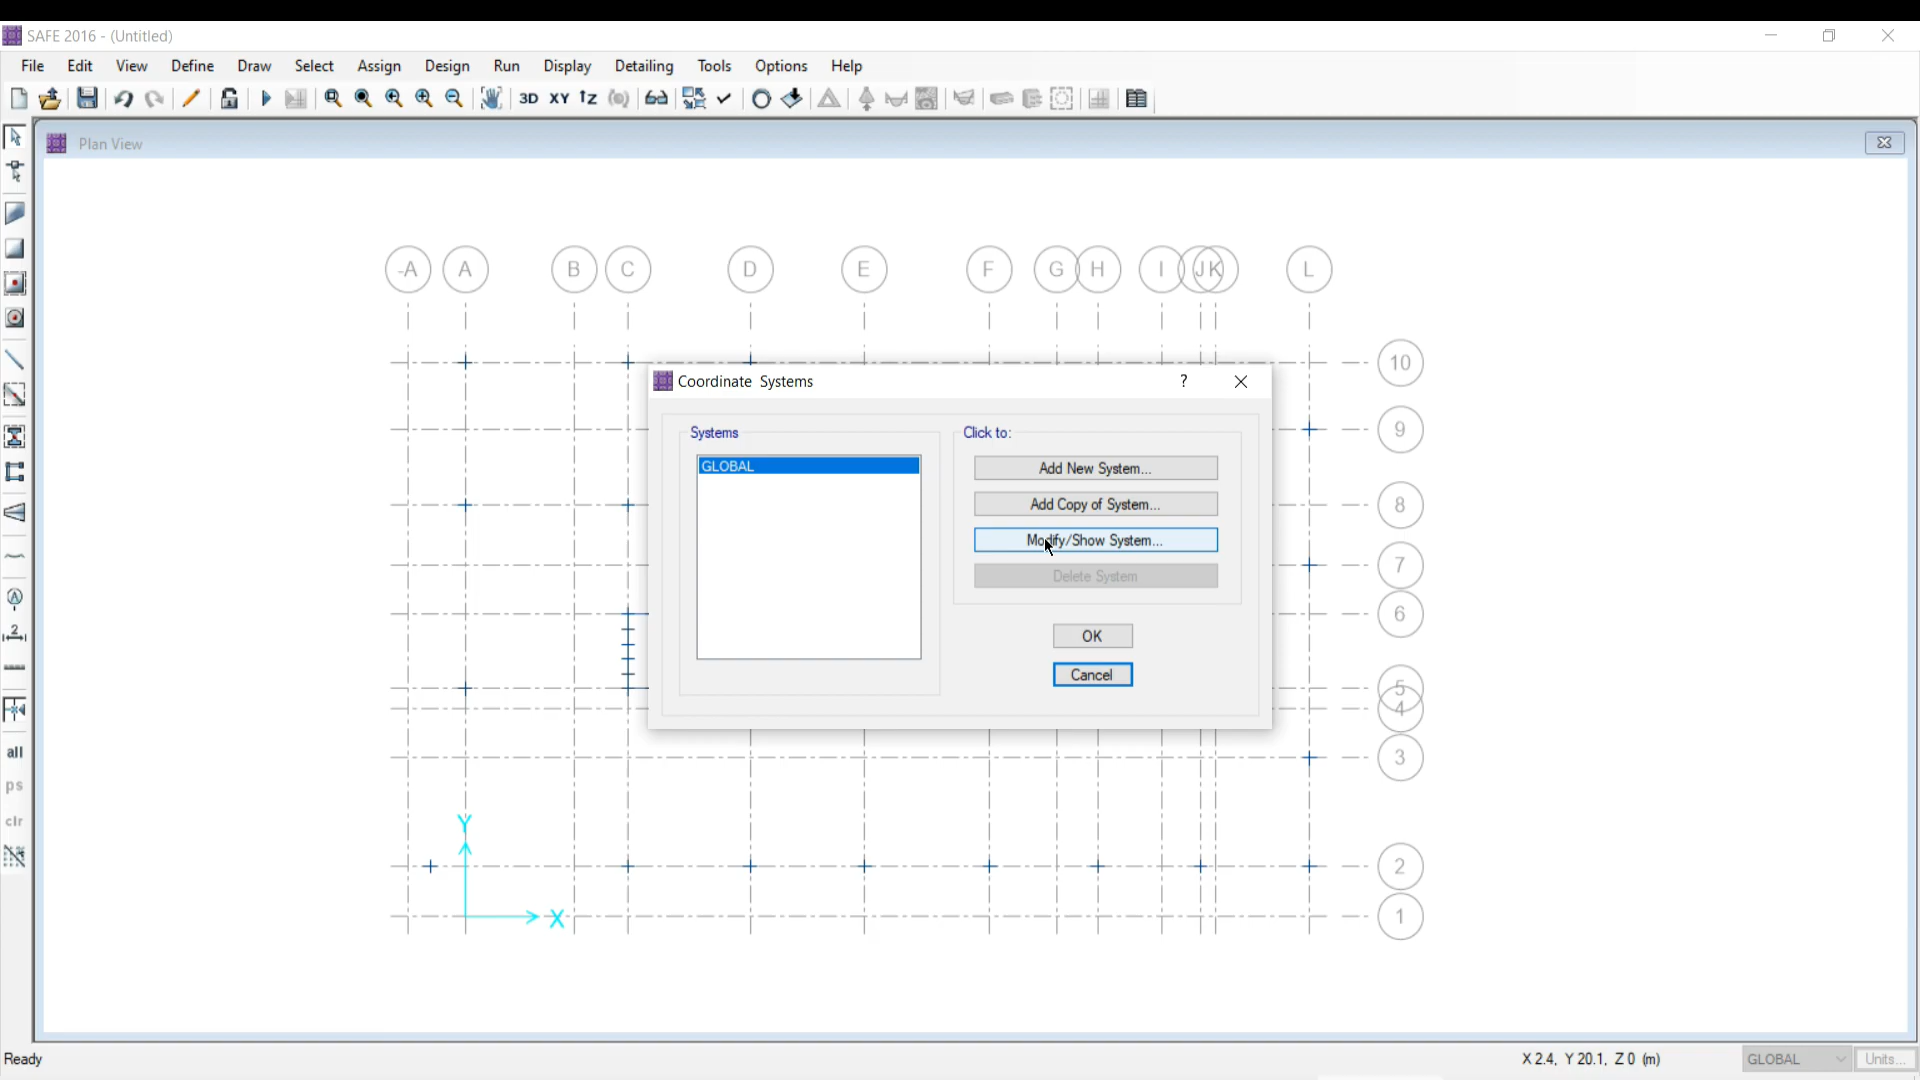 SAFE 2016 - (Untitled)
File Edit View Define Draw Select Assign Design Run Display Detailing Tools Options Help
3D XY
Plan View
-A A B C D E F G H I J K L
10
Coordinate Systems ?
Systems Click to:
9
GLOBAL Add New System...
Add Copy of System...
8
Modify/Show System...
7
Delete System
6
OK
Cancel
5
4
3
all
ps
clr
Y
2
X
1
Ready X 2.4, Y 20.1, Z 0 (m) GLOBAL Units...